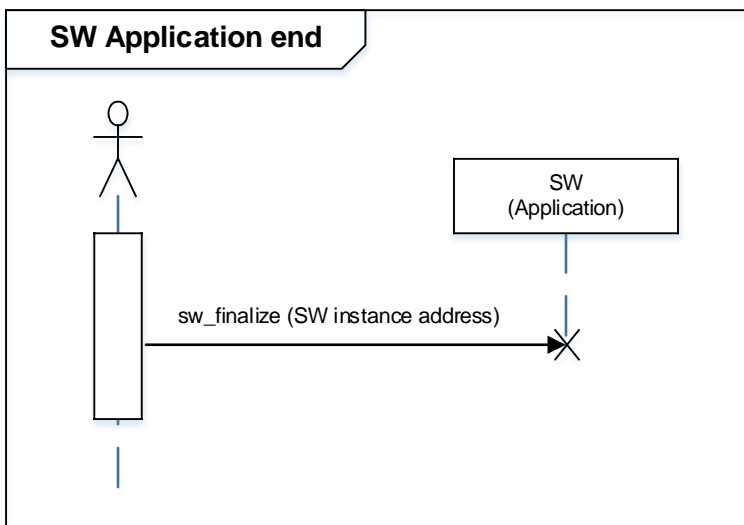 SW Application end
SW
(Application)
sw_finalize (SW instance address)